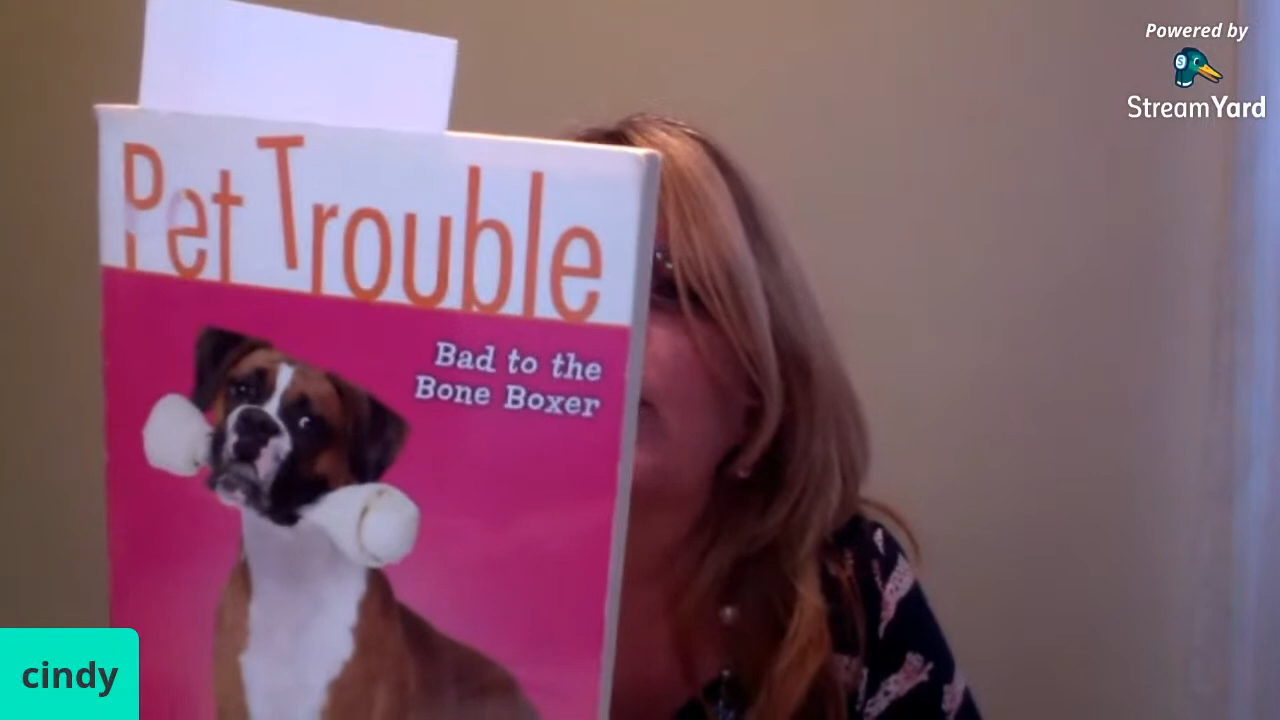 Powered by
StreamYard
Pet Trouble
Bad to the
Bone Boxer
cindy